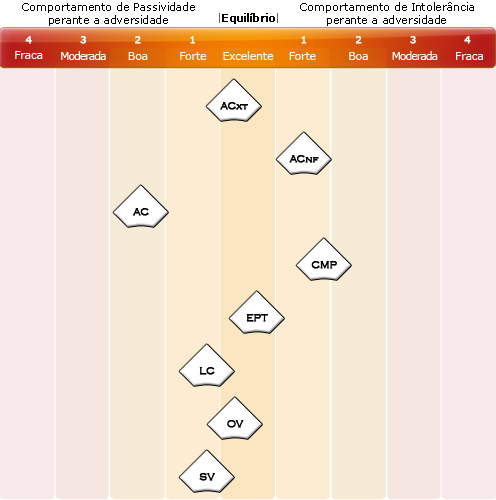 Comportamento de Passividade
perante a adversidade
|Equilíbrio|
Comportamento de Intolerância
perante a adversidade
4 3 2 1 1 2 3 4
Fraca Moderada Boa Forte Excelente Forte Boa Moderada Fraca
ACXT
ACNF
AC
CMP
EPT
LC
OV
SV